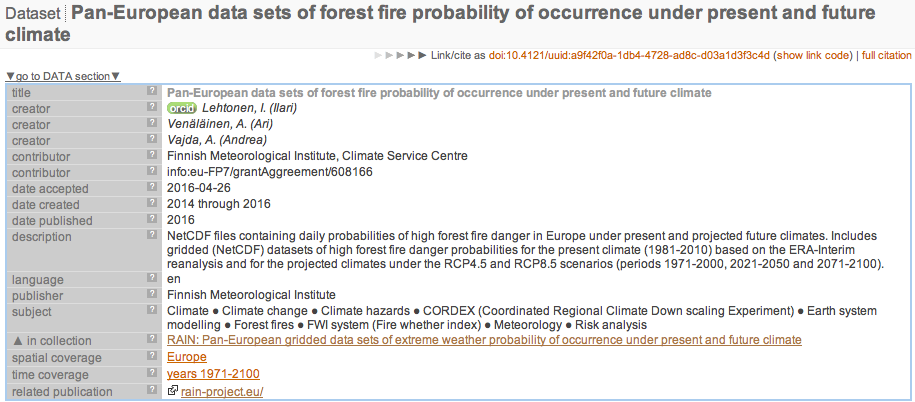 Dataset Pan-European data sets of forest fire probability of occurrence under present and future
climate
▶▶▶▶▶ Link/cite as doi:10.4121/uuid:a9f42f0a-1db4-4728-ad8c-d03a1d3f3c4d (show link code) | full citation
▼go to DATA section▼
title ? Pan-European data sets of forest fire probability of occurrence under present and future climate
creator ? orcid Lehtonen, I. (Ilari)
creator ? Venäläinen, A. (Ari)
creator ? Vajda, A. (Andrea)
contributor ? Finnish Meteorological Institute, Climate Service Centre
contributor ? info:eu-FP7/grantAggreement/608166
date accepted ? 2016-04-26
date created ? 2014 through 2016
date published ? 2016
description ? NetCDF files containing daily probabilities of high forest fire danger in Europe under present and projected future climates. Includes
gridded (NetCDF) datasets of high forest fire danger probabilities for the present climate (1981-2010) based on the ERA-Interim
reanalysis and for the projected climates under the RCP4.5 and RCP8.5 scenarios (periods 1971-2000, 2021-2050 and 2071-2100).
language ? en
publisher ? Finnish Meteorological Institute
subject ? Climate ● Climate change ● Climate hazards ● CORDEX (Coordinated Regional Climate Down scaling Experiment) ● Earth system
modelling ● Forest fires ● FWI system (Fire whether index) ● Meteorology ● Risk analysis
▲ in collection ? RAIN: Pan-European gridded data sets of extreme weather probability of occurrence under present and future climate
spatial coverage ? Europe
time coverage ? years 1971-2100
related publication ? rain-project.eu/